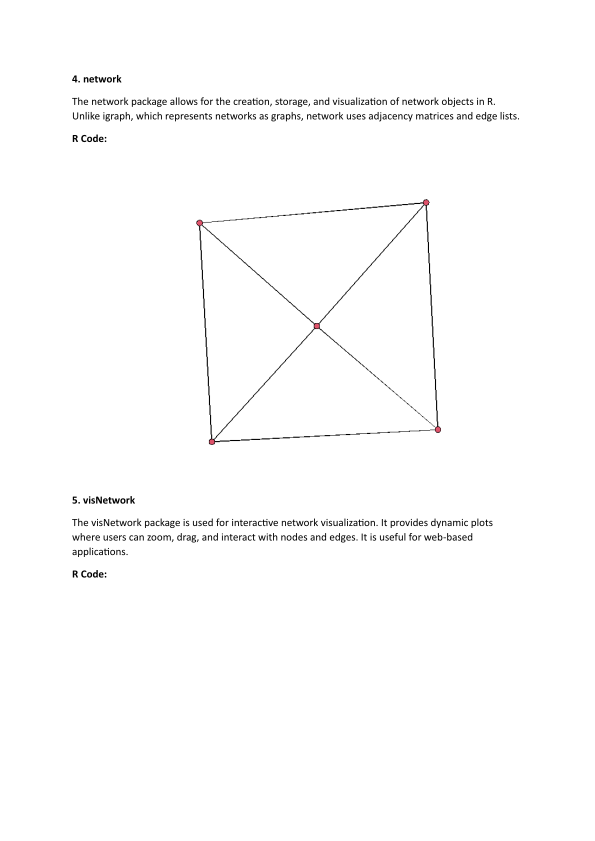 4. network
The network package allows for the creation, storage, and visualization of network objects in R.
Unlike igraph, which represents networks as graphs, network uses adjacency matrices and edge lists.
R Code:
5. visNetwork
The visNetwork package is used for interactive network visualization. It provides dynamic plots
where users can zoom, drag, and interact with nodes and edges. It is useful for web-based
applications.
R Code: